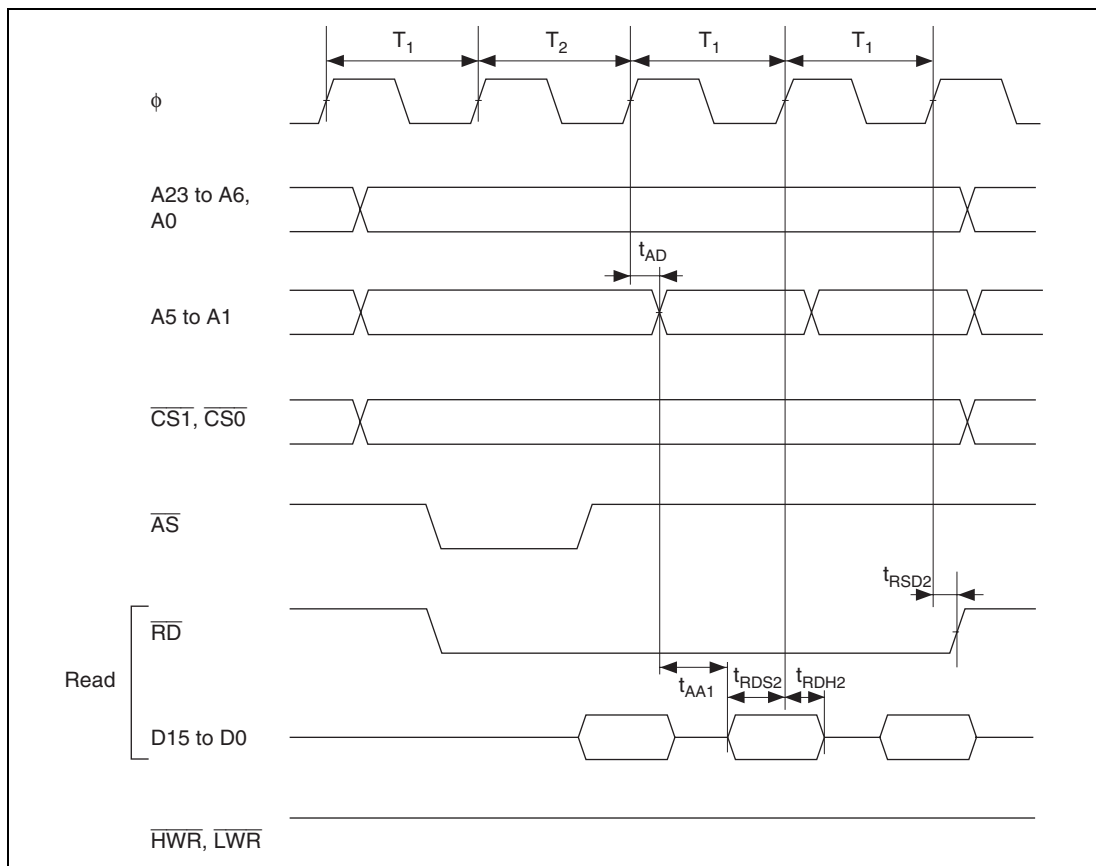 T1 T2 T1 T1
φ
A23 to A6,
A0
tAD
A5 to A1
CS1, CS0
AS
tRSD2
RD
Read
tAA1 tRDS2 tRDH2
D15 to D0
HWR, LWR